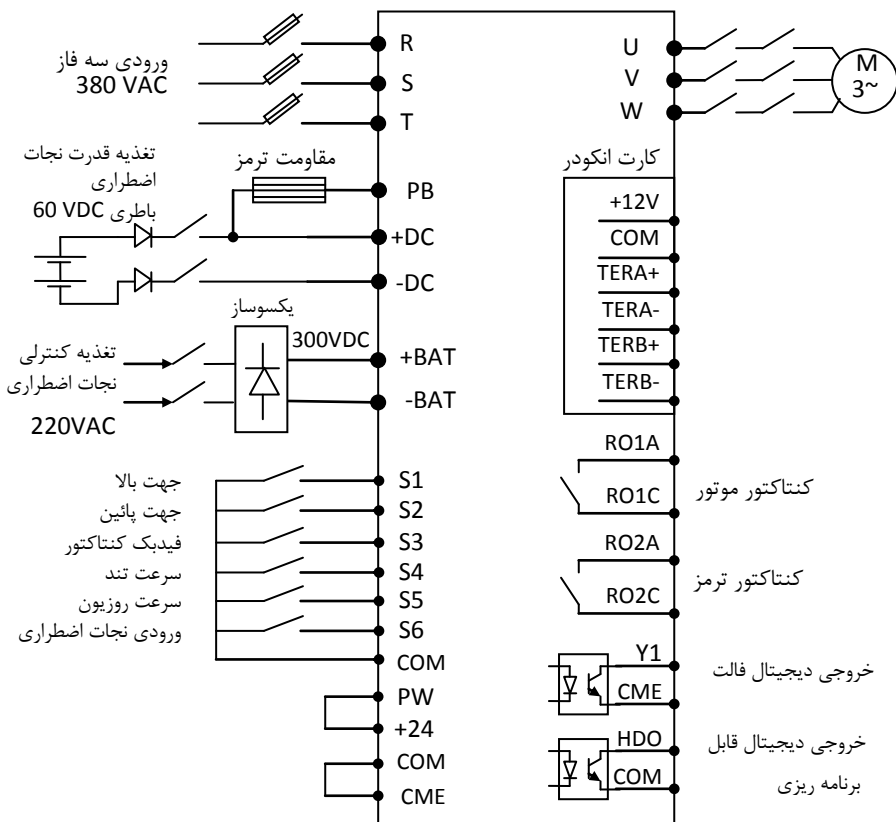 ورودی سه فاز
380 VAC
R
S
T
U
V
W
M
3~
تغذیه قدرت نجات
اضطراری
باطری 60 VDC
مقاومت ترمز
PB
+DC
-DC
یکسوساز
300VDC
تغذیه کنترلی
نجات اضطراری
220VAC
+BAT
-BAT
کارت انکودر
+12V
COM
TERA+
TERA-
TERB+
TERB-
جهت بالا
جهت پائین
فیدبک کنتاکتور
سرعت تند
سرعت روزیون
ورودی نجات اضطراری
S1
S2
S3
S4
S5
S6
COM
PW
+24
COM
CME
RO1A
RO1C
کنتاکتور موتور
RO2A
RO2C
کنتاکتور ترمز
Y1
CME
خروجی دیجیتال فالت
HDO
COM
خروجی دیجیتال قابل
برنامه ریزی